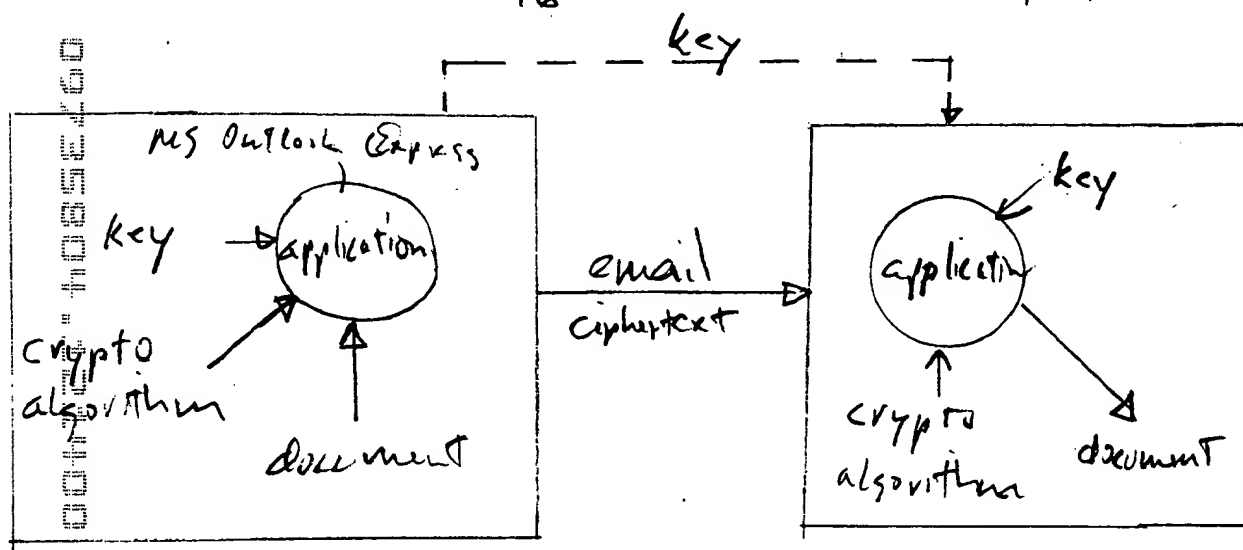 key
MS Outlook Express
key
application
crypto
algorithm
document
email
ciphertext
key
application
crypto
algorithm
document